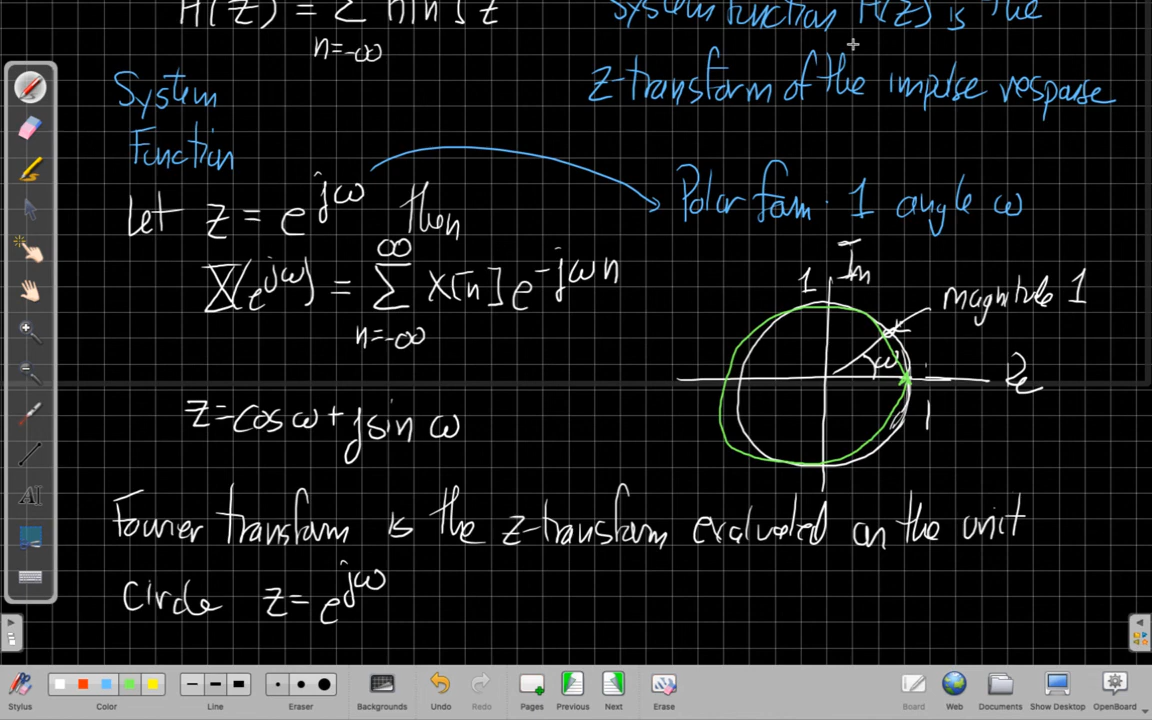 H(z) = Σ h[n] z
n=-∞
System function H(z) is the
z-transform of the impulse response
System
Function
Let z = e^jω then
Polar form: 1 angle ω
X(e^jω) = ∞ Σ n=-∞ x[n] e^-jωn
1 Im
magnitude 1
ω
Re
1
z=cos ω + j sin ω
Fourier transform is the z-transform evaluated on the unit
circle z = e^jω
Stylus
Color
Line
Eraser
Backgrounds
Undo
Redo
Pages
Previous
Next
Erase
Board
Web
Documents
Show Desktop
OpenBoard